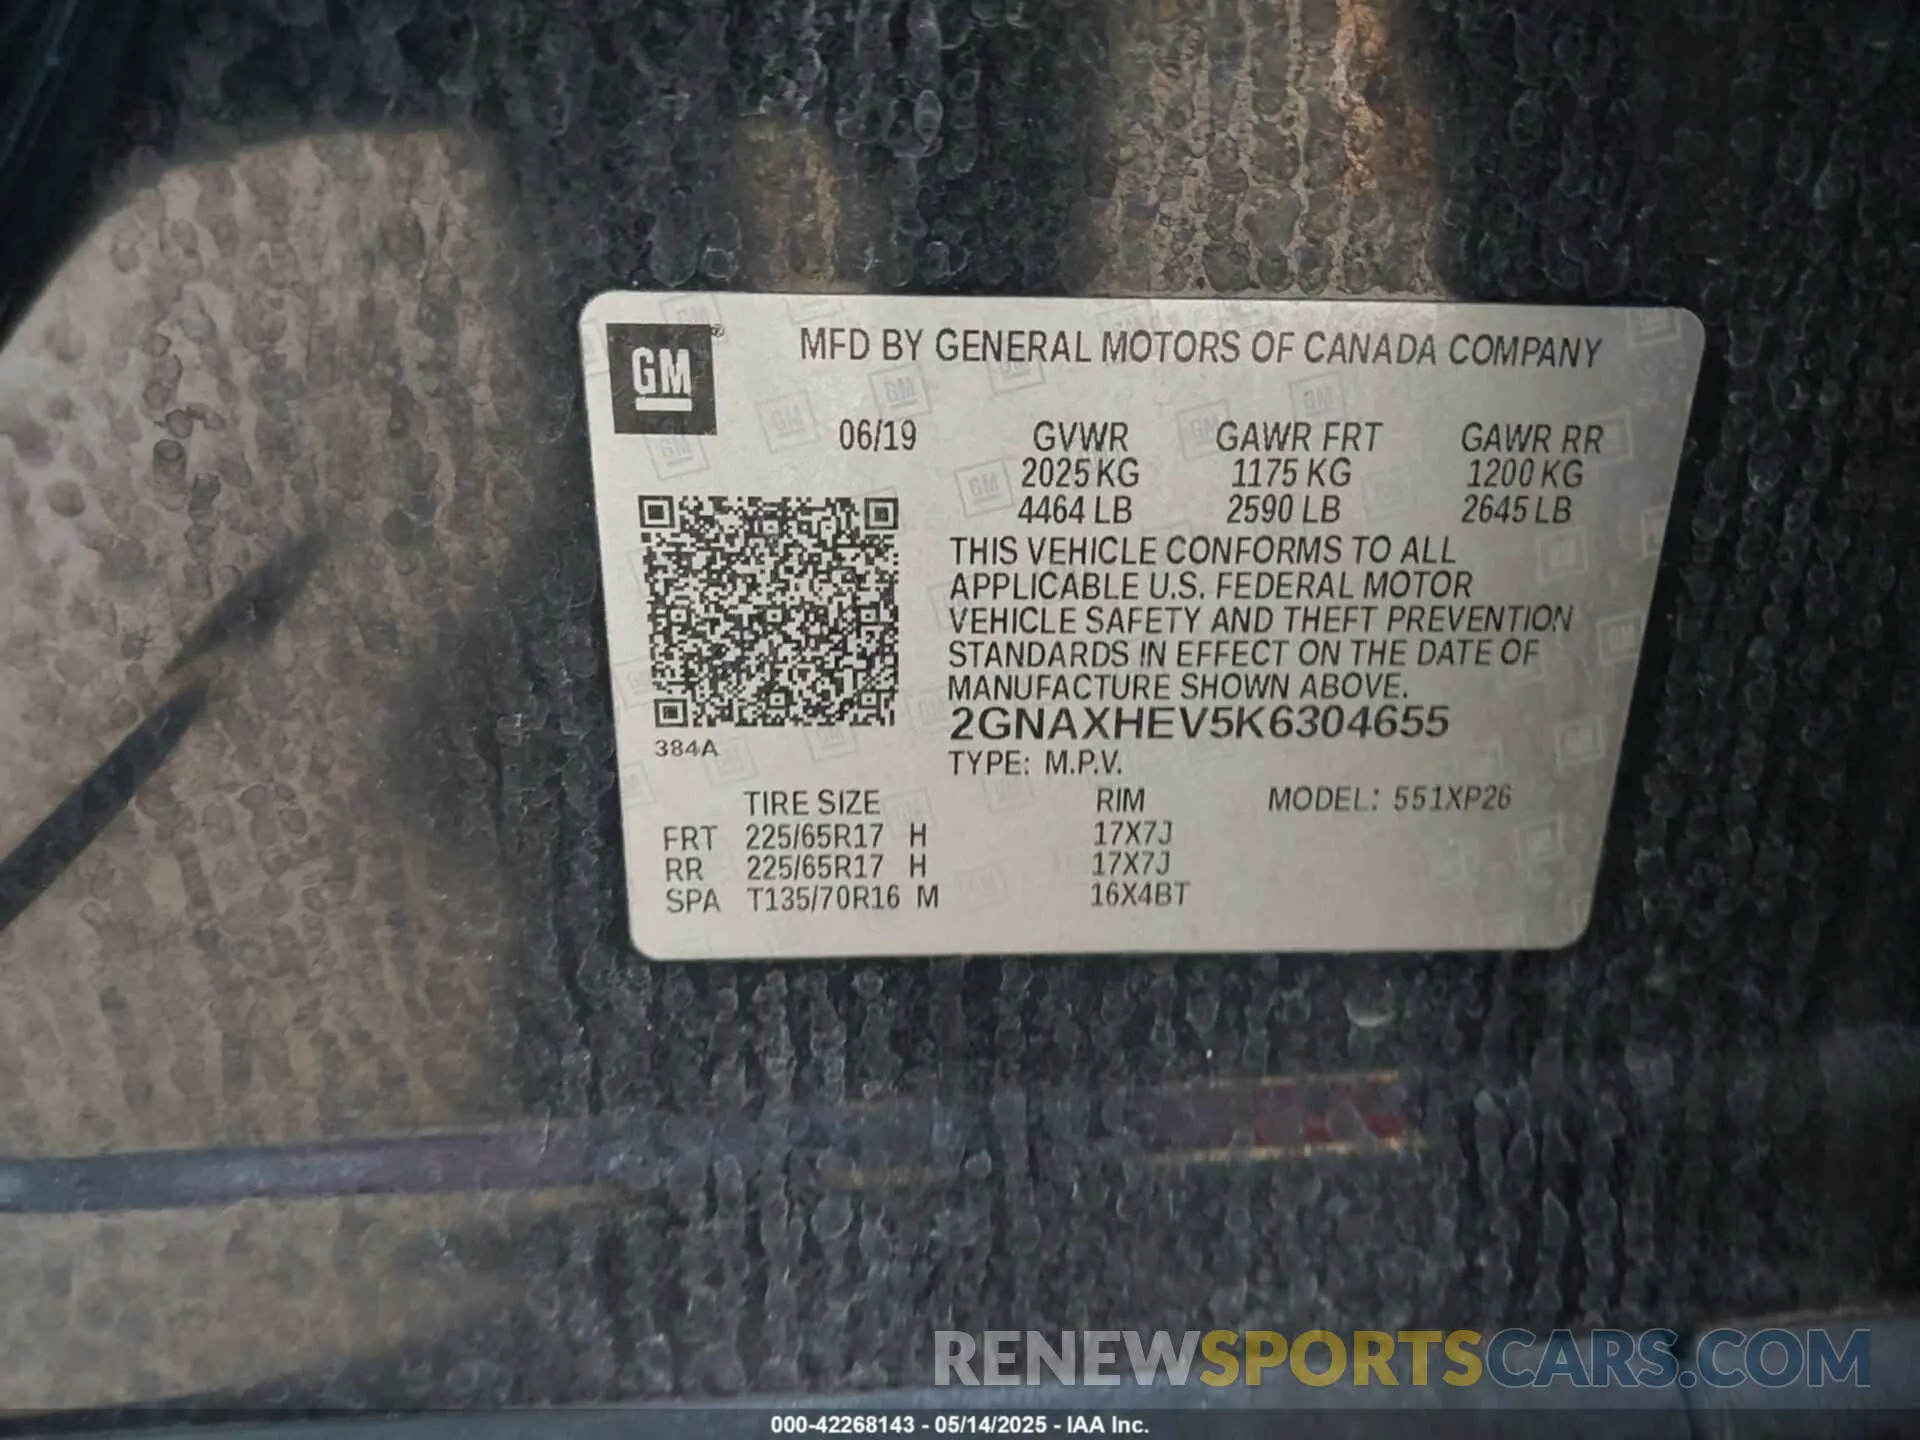 GM®
MFD BY GENERAL MOTORS OF CANADA COMPANY
06/19 GVWR GAWR FRT GAWR RR
2025 KG 1175 KG 1200 KG
4464 LB 2590 LB 2645 LB
THIS VEHICLE CONFORMS TO ALL
APPLICABLE U.S. FEDERAL MOTOR
VEHICLE SAFETY AND THEFT PREVENTION
STANDARDS IN EFFECT ON THE DATE OF
MANUFACTURE SHOWN ABOVE.
2GNAXHEV5K6304655
384A
TYPE: M.P.V.
TIRE SIZE RIM MODEL: 551XP26
FRT 225/65R17 H 17X7J
RR 225/65R17 H 17X7J
SPA T135/70R16 M 16X4BT
RENEWSPORTSCARS.COM
000-42268143 - 05/14/2025 - IAA Inc.